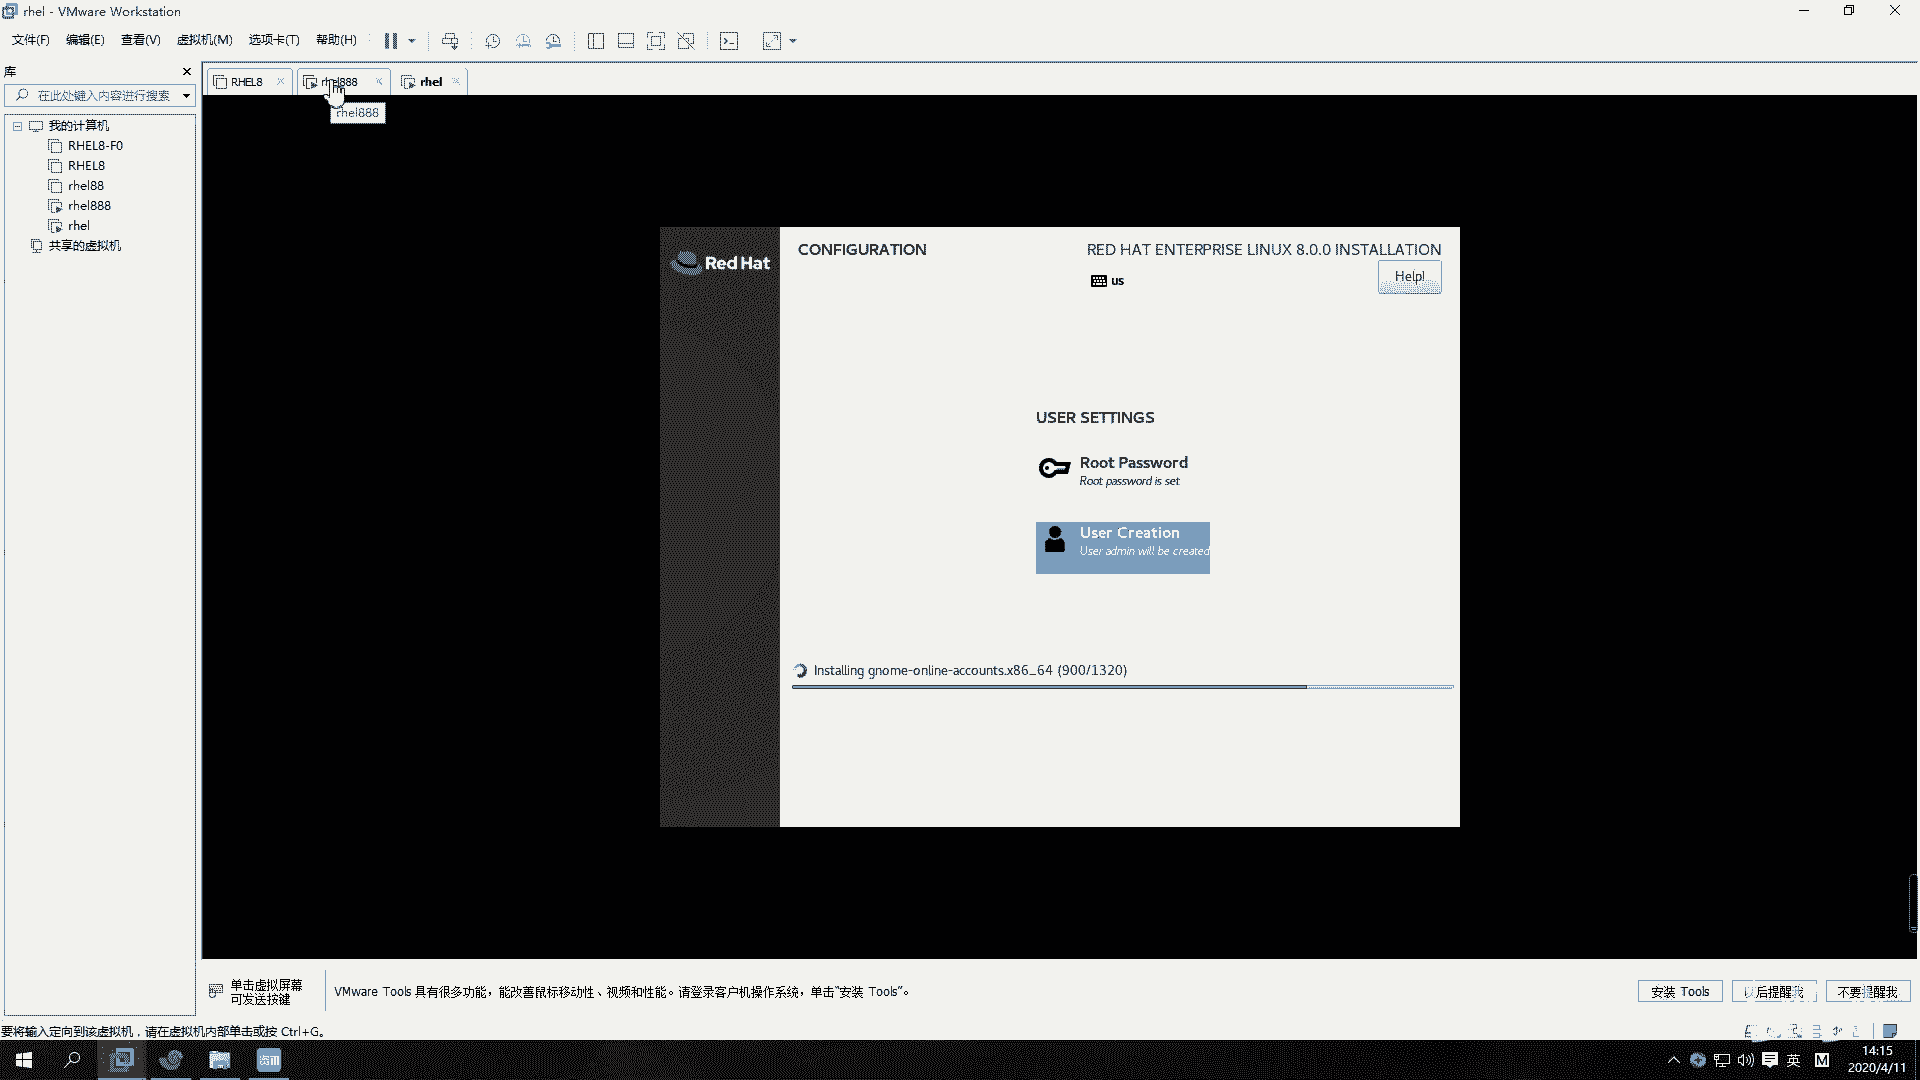 rhel - VMware Workstation
文件(F) 编辑(E) 查看(V) 虚拟机(M) 选项卡(T) 帮助(H)
库
在此处键入内容进行搜索
我的计算机
RHEL8-F0
RHEL8
rhel88
rhel888
rhel
共享的虚拟机
RHEL8 rhel888 rhel
rhel888
Red Hat
CONFIGURATION
RED HAT ENTERPRISE LINUX 8.0.0 INSTALLATION
us
Help!
USER SETTINGS
Root Password
Root password is set
User Creation
User admin will be created
Installing gnome-online-accounts.x86_64 (900/1320)
单击虚拟屏幕
可发送按键
VMware Tools 具有很多功能，能改善鼠标移动性、视频和性能。请登录客户机操作系统，单击“安装 Tools”。
安装 Tools 以后提醒我 不要提醒我
要将输入定向到该虚拟机，请在虚拟机内部单击或按 Ctrl+G。
资讯
英 M
14:15
2020/4/11